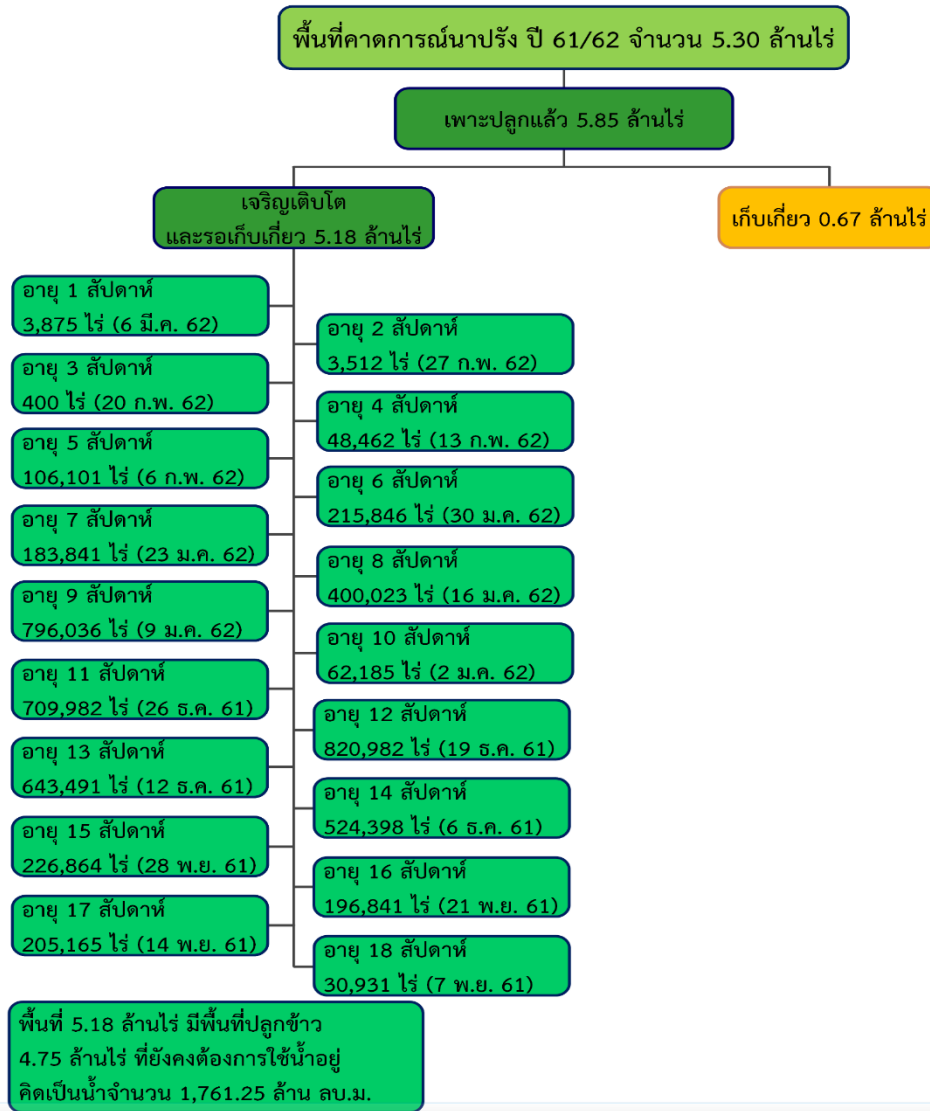 พื้นที่คาดการณ์นาปรัง ปี 61/62 จำนวน 5.30 ล้านไร่
เพาะปลูกแล้ว 5.85 ล้านไร่
เจริญเติบโต
และรอเก็บเกี่ยว 5.18 ล้านไร่
เก็บเกี่ยว 0.67 ล้านไร่
อายุ 1 สัปดาห์
3,875 ไร่ (6 มี.ค. 62)
อายุ 2 สัปดาห์
3,512 ไร่ (27 ก.พ. 62)
อายุ 3 สัปดาห์
400 ไร่ (20 ก.พ. 62)
อายุ 4 สัปดาห์
48,462 ไร่ (13 ก.พ. 62)
อายุ 5 สัปดาห์
106,101 ไร่ (6 ก.พ. 62)
อายุ 6 สัปดาห์
215,846 ไร่ (30 ม.ค. 62)
อายุ 7 สัปดาห์
183,841 ไร่ (23 ม.ค. 62)
อายุ 8 สัปดาห์
400,023 ไร่ (16 ม.ค. 62)
อายุ 9 สัปดาห์
796,036 ไร่ (9 ม.ค. 62)
อายุ 10 สัปดาห์
62,185 ไร่ (2 ม.ค. 62)
อายุ 11 สัปดาห์
709,982 ไร่ (26 ธ.ค. 61)
อายุ 12 สัปดาห์
820,982 ไร่ (19 ธ.ค. 61)
อายุ 13 สัปดาห์
643,491 ไร่ (12 ธ.ค. 61)
อายุ 14 สัปดาห์
524,398 ไร่ (6 ธ.ค. 61)
อายุ 15 สัปดาห์
226,864 ไร่ (28 พ.ย. 61)
อายุ 16 สัปดาห์
196,841 ไร่ (21 พ.ย. 61)
อายุ 17 สัปดาห์
205,165 ไร่ (14 พ.ย. 61)
อายุ 18 สัปดาห์
30,931 ไร่ (7 พ.ย. 61)
พื้นที่ 5.18 ล้านไร่ มีพื้นที่ปลูกข้าว
4.75 ล้านไร่ ที่ยังคงต้องการใช้น้ำอยู่
คิดเป็นน้ำจำนวน 1,761.25 ล้าน ลบ.ม.